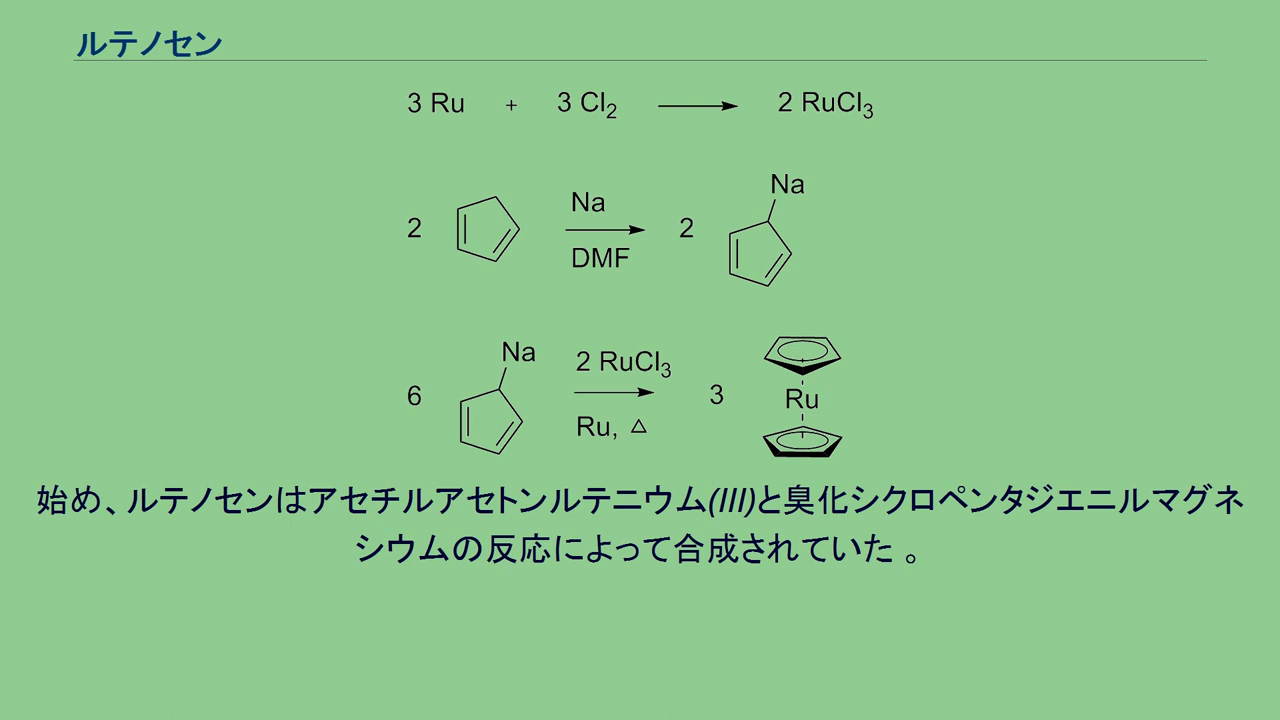 ルテノセン
3 Ru + 3 Cl2 → 2 RuCl3
Na
2 Na 2
DMF
Na 2 RuCl3
6 3 Ru
Ru, △
始め、ルテノセンはアセチルアセトンルテニウム(III)と臭化シクロペンタジエニルマグネ
シウムの反応によって合成されていた 。